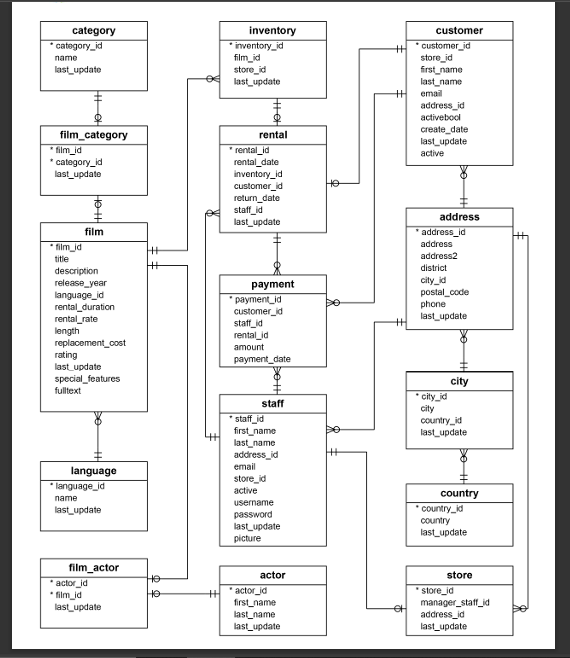 category
* category_id
name
last_update
film_category
* film_id
* category_id
last_update
film
* film_id
title
description
release_year
language_id
rental_duration
rental_rate
length
replacement_cost
rating
last_update
special_features
fulltext
language
* language_id
name
last_update
film_actor
* actor_id
* film_id
last_update
inventory
* inventory_id
film_id
store_id
last_update
rental
* rental_id
rental_date
inventory_id
customer_id
return_date
staff_id
last_update
payment
* payment_id
customer_id
staff_id
rental_id
amount
payment_date
staff
* staff_id
first_name
last_name
address_id
email
store_id
active
username
password
last_update
picture
actor
* actor_id
first_name
last_name
last_update
customer
* customer_id
store_id
first_name
last_name
email
address_id
activebool
create_date
last_update
active
address
* address_id
address
address2
district
city_id
postal_code
phone
last_update
city
* city_id
city
country_id
last_update
country
* country_id
country
last_update
store
* store_id
manager_staff_id
address_id
last_update